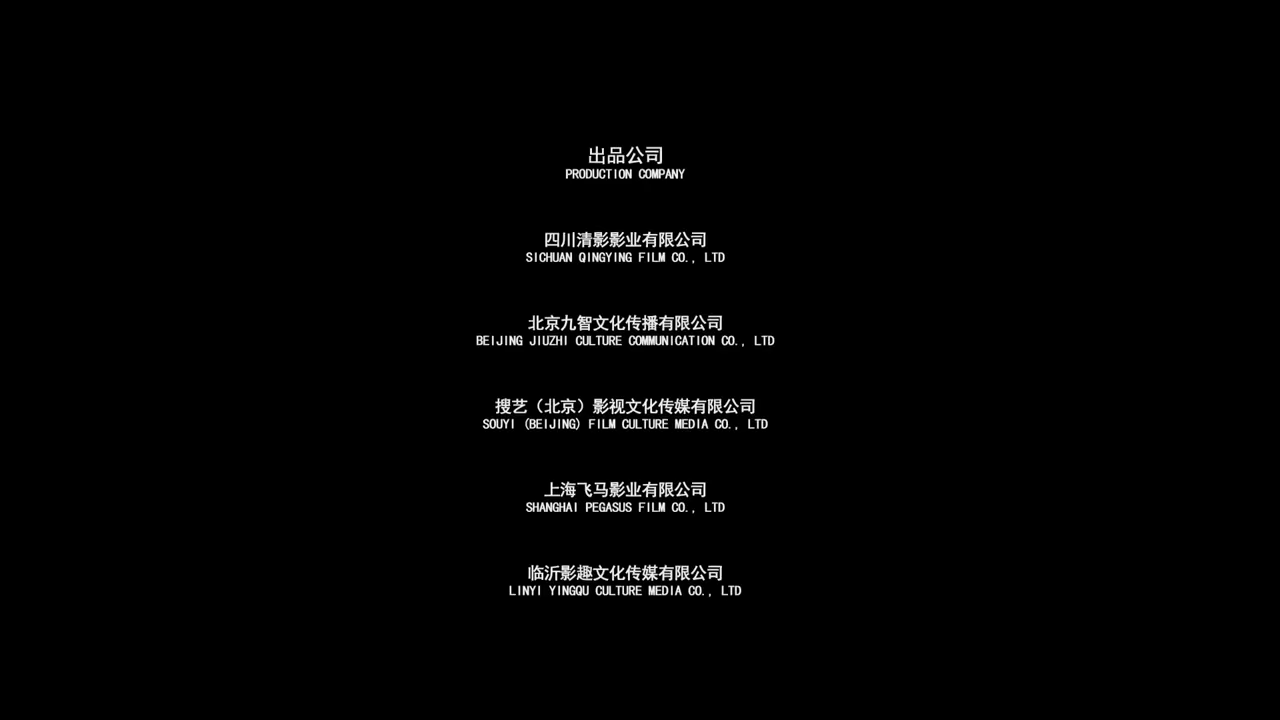 出品公司
PRODUCTION COMPANY
四川清影影业有限公司
SICHUAN QINGYING FILM CO., LTD
北京九智文化传播有限公司
BEIJING JIUZHI CULTURE COMMUNICATION CO., LTD
搜艺（北京）影视文化传媒有限公司
SOUYI (BEIJING) FILM CULTURE MEDIA CO., LTD
上海飞马影业有限公司
SHANGHAI PEGASUS FILM CO., LTD
临沂影趣文化传媒有限公司
LINYI YINGQU CULTURE MEDIA CO., LTD